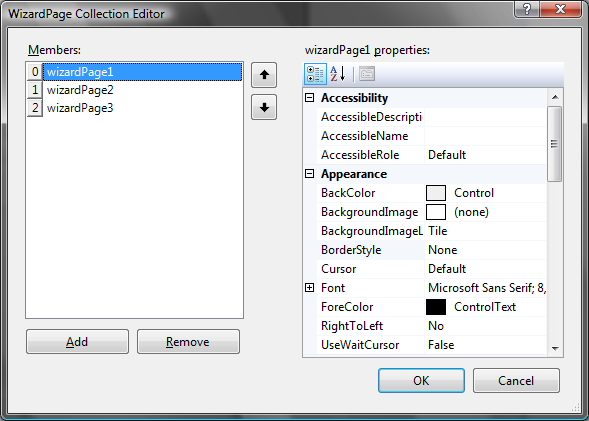 WizardPage Collection Editor
Members:
0 wizardPage1
1 wizardPage2
2 wizardPage3
Add
Remove
wizardPage1 properties:
Accessibility
AccessibleDescripti
AccessibleName
AccessibleRole Default
Appearance
BackColor Control
BackgroundImage (none)
BackgroundImageL Tile
BorderStyle None
Cursor Default
Font Microsoft Sans Serif; 8,
ForeColor ControlText
RightToLeft No
UseWaitCursor False
OK
Cancel